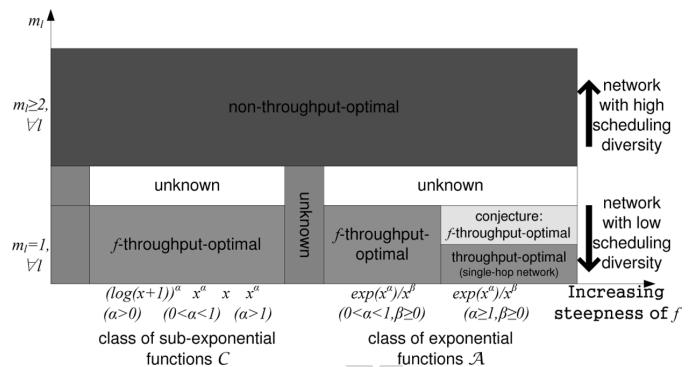 m_l
m_l≥2,
∀l
non-throughput-optimal
network
with high
scheduling
diversity
unknown
unknown
unknown
m_l=1,
∀l
f-throughput-optimal
f-throughput-
optimal
conjecture:
f-throughput-optimal
throughput-optimal
(single-hop network)
network
with low
scheduling
diversity
(log(x+1))^α x^α x x^α
(α>0) (0<α<1) (α>1)
exp(x^α)/x^β exp(x^α)/x^β
(0<α<1,β≥0) (α≥1,β≥0)
Increasing
steepness of f
class of sub-exponential
functions C
class of exponential
functions A